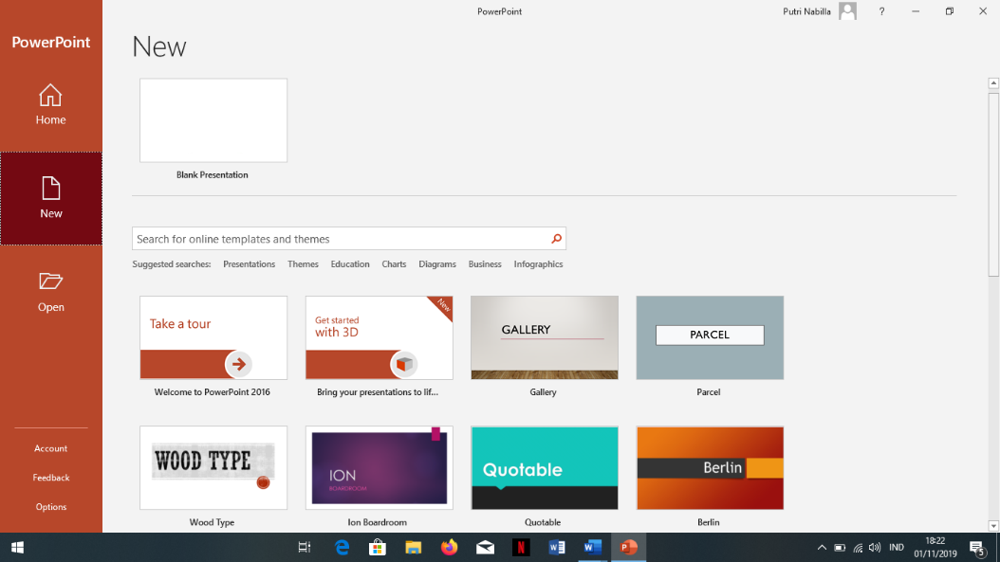 PowerPoint
Putri Nabilla
?
PowerPoint
Home
New
Open
Account
Feedback
Options
New
Blank Presentation
Search for online templates and themes
Suggested searches: Presentations Themes Education Charts Diagrams Business Infographics
Take a tour
Welcome to PowerPoint 2016
Get started
with 3D
New
Bring your presentations to lif...
GALLERY
Gallery
PARCEL
Parcel
WOOD TYPE
Wood Type
ION
BOARDROOM
Ion Boardroom
Quotable
Quotable
Berlin
Berlin
IND
18:22
01/11/2019
5